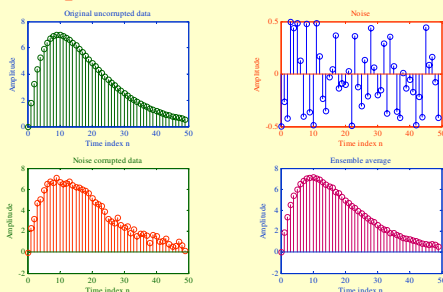 Original uncorrupted data
8
6
4
2
0
Amplitude
0 10 20 30 40 50
Time index n
Noise
0.5
0
-0.5
Amplitude
0 10 20 30 40 50
Time index n
Noise corrupted data
8
6
4
2
0
-2
Amplitude
0 10 20 30 40 50
Time index n
Ensemble average
8
6
4
2
0
-2
Amplitude
0 10 20 30 40 50
Time index n